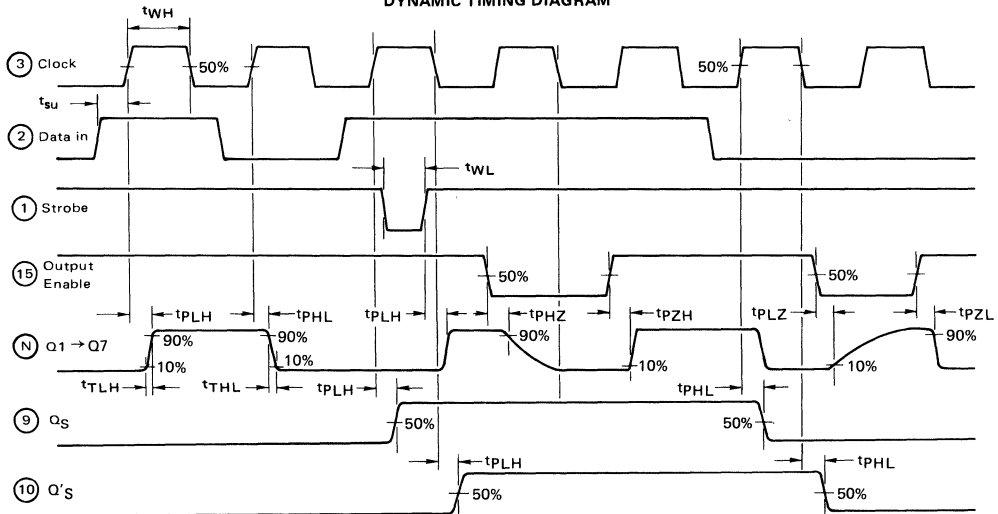 DYNAMIC TIMING DIAGRAM
tWH
3 Clock
50%
50%
tsu
2 Data in
tWL
1 Strobe
15 Output Enable
50%
50%
tPLH
tPHL
tPLH
tPHZ
tPZH
tPLZ
tPZL
N Q1 → Q7
90%
90%
90%
90%
10%
10%
10%
10%
tTLH
tTHL
tPLH
tPHL
9 QS
50%
50%
tPLH
tPHL
10 Q'S
50%
50%